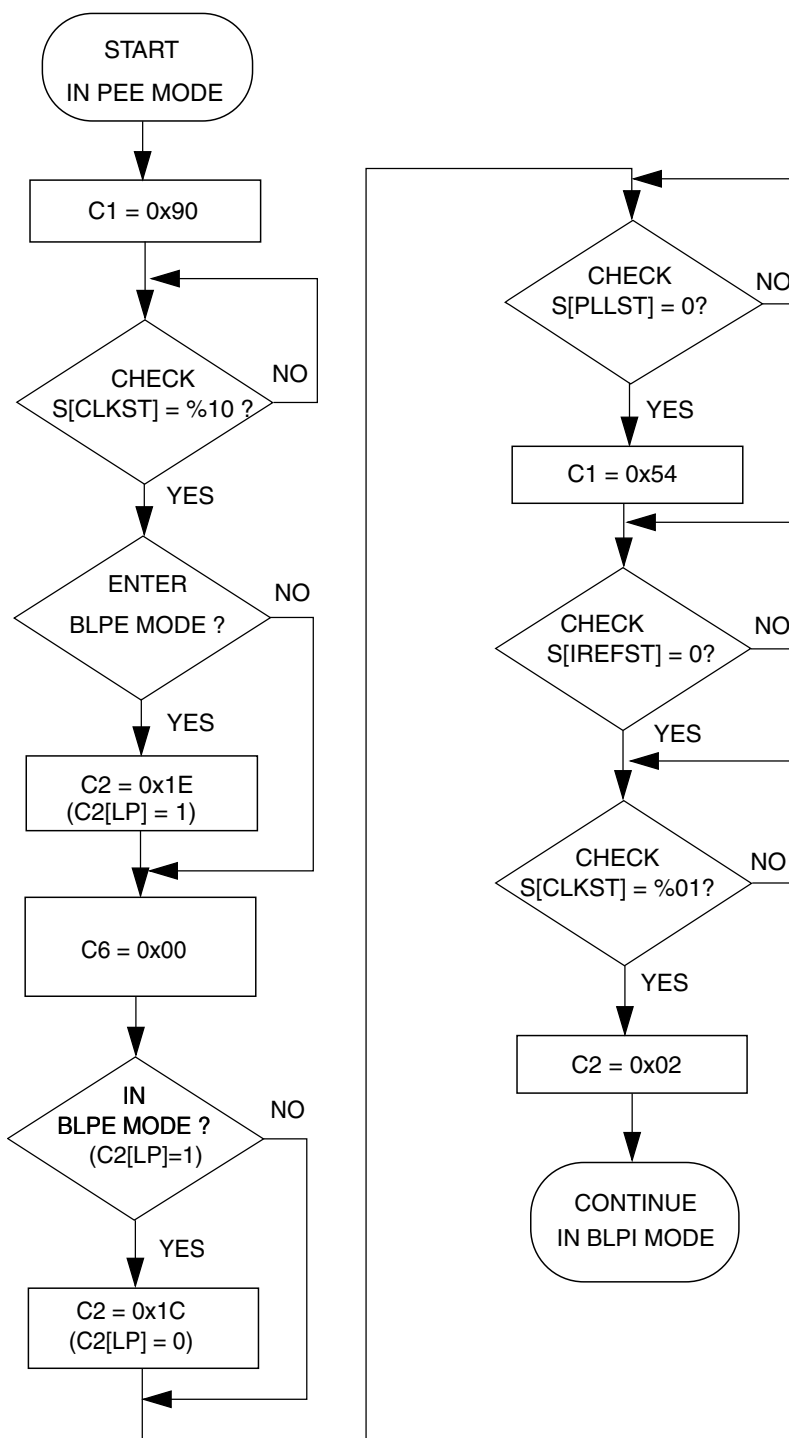 START
IN PEE MODE
C1 = 0x90
CHECK
S[CLKST] = %10 ?
NO
YES
ENTER
BLPE MODE ?
NO
YES
C2 = 0x1E
(C2[LP] = 1)
C6 = 0x00
IN
BLPE MODE ?
(C2[LP]=1)
NO
YES
C2 = 0x1C
(C2[LP] = 0)
CHECK
S[PLLST] = 0?
NO
YES
C1 = 0x54
CHECK
S[IREFST] = 0?
NO
YES
CHECK
S[CLKST] = %01?
NO
YES
C2 = 0x02
CONTINUE
IN BLPI MODE